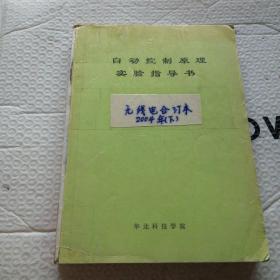 自动控制原理
实验指导书
无线电合订本
2004年(下)
华北科技学院